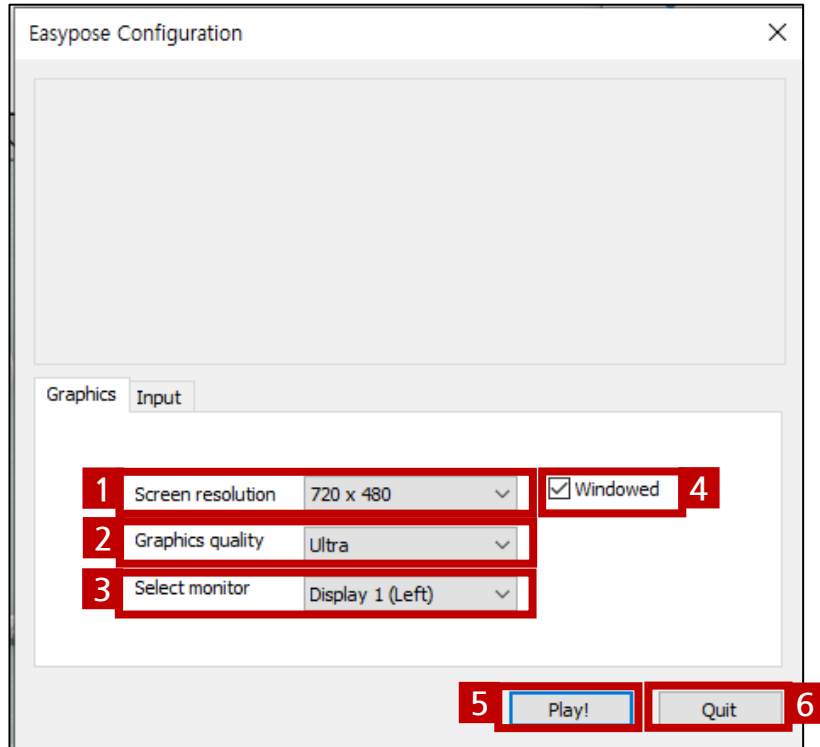 Easypose Configuration
Graphics Input
1 Screen resolution 720 x 480 Windowed 4
2 Graphics quality Ultra
3 Select monitor Display 1 (Left)
5 Play! Quit 6